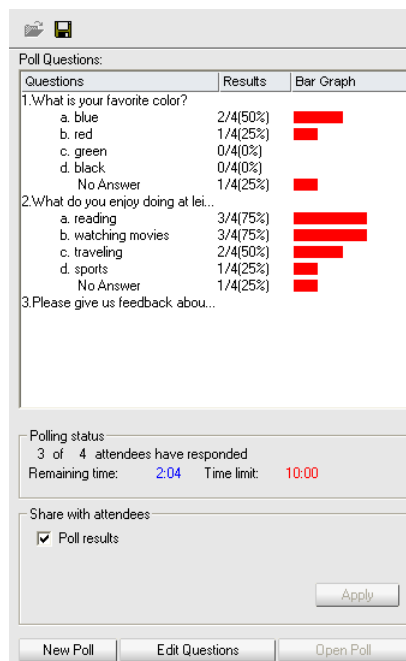 Poll Questions:
Questions Results Bar Graph
1.What is your favorite color?
a. blue 2/4(50%)
b. red 1/4(25%)
c. green 0/4(0%)
d. black 0/4(0%)
No Answer 1/4(25%)
2.What do you enjoy doing at lei...
a. reading 3/4(75%)
b. watching movies 3/4(75%)
c. traveling 2/4(50%)
d. sports 1/4(25%)
No Answer 1/4(25%)
3.Please give us feedback abou...
Polling status
3 of 4 attendees have responded
Remaining time: 2:04 Time limit: 10:00
Share with attendees
Poll results
Apply
New Poll Edit Questions Open Poll